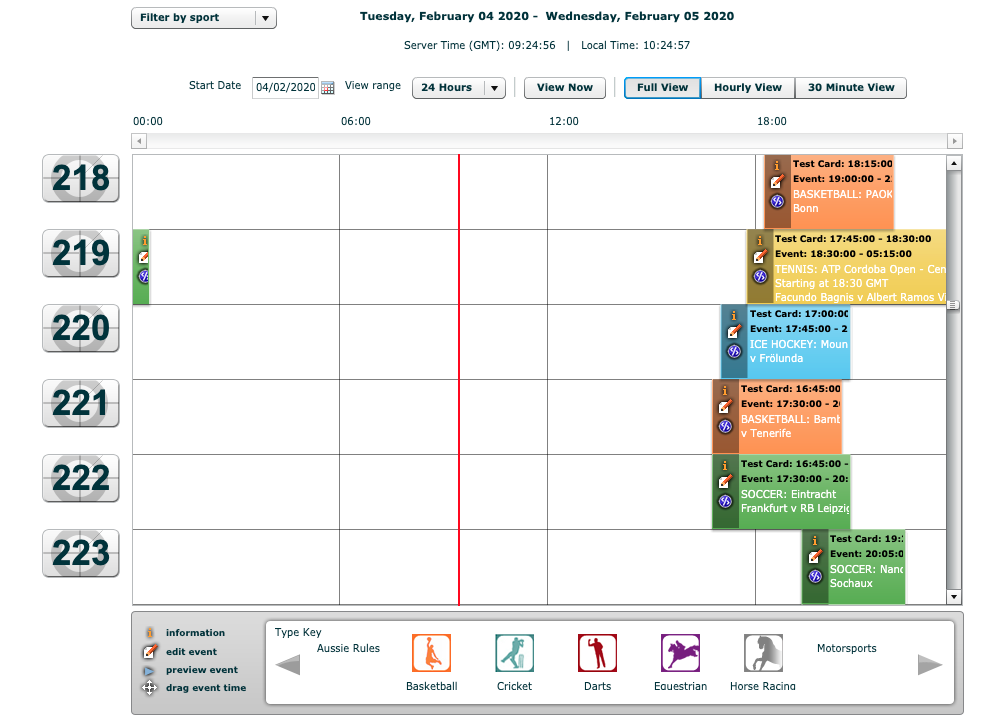 Filter by sport
Tuesday, February 04 2020 - Wednesday, February 05 2020
Server Time (GMT): 09:24:56 | Local Time: 10:24:57
Start Date 04/02/2020 View range 24 Hours View Now Full View Hourly View 30 Minute View
00:00 06:00 12:00 18:00
218
Test Card: 18:15:00
Event: 19:00:00 - 2
BASKETBALL: PAOK
Bonn
219
Test Card: 17:45:00 - 18:30:00
Event: 18:30:00 - 05:15:00
TENNIS: ATP Cordoba Open - Cen
Starting at 18:30 GMT
Facundo Bagnis v Albert Ramos Vi
220
Test Card: 17:00:00
Event: 17:45:00 - 2
ICE HOCKEY: Moun
v Frölunda
221
Test Card: 16:45:00
Event: 17:30:00 - 20
BASKETBALL: Bamb
v Tenerife
222
Test Card: 16:45:00 -
Event: 17:30:00 - 20:
SOCCER: Eintracht
Frankfurt v RB Leipzig
223
Test Card: 19:
Event: 20:05:0
SOCCER: Nanc
Sochaux
information
edit event
preview event
drag event time
Type Key
Aussie Rules
Basketball
Cricket
Darts
Equestrian
Horse Racing
Motorsports